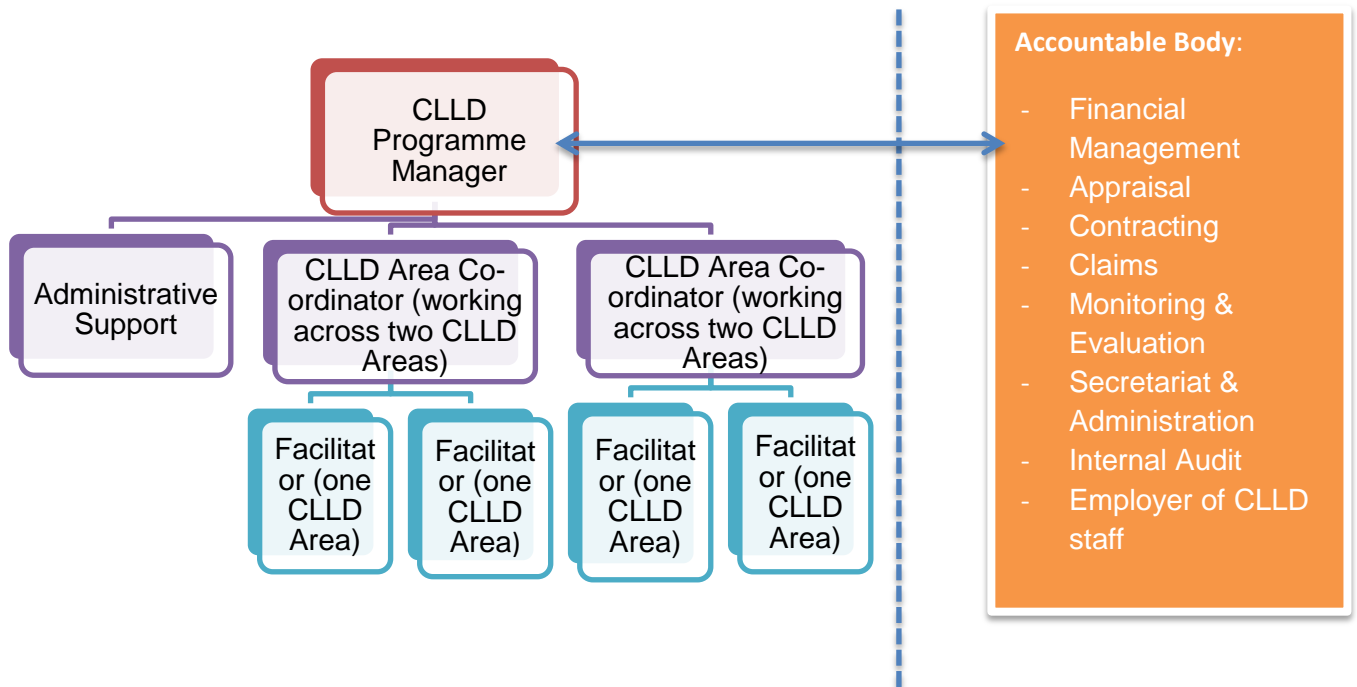 CLLD
Programme
Manager
Administrative
Support
CLLD Area Co-
ordinator (working
across two CLLD
Areas)
CLLD Area Co-
ordinator (working
across two CLLD
Areas)
Facilitat
or (one
CLLD
Area)
Facilitat
or (one
CLLD
Area)
Facilitat
or (one
CLLD
Area)
Facilitat
or (one
CLLD
Area)
Accountable Body:
- Financial
Management
- Appraisal
- Contracting
- Claims
- Monitoring &
Evaluation
- Secretariat &
Administration
- Internal Audit
- Employer of CLLD
staff